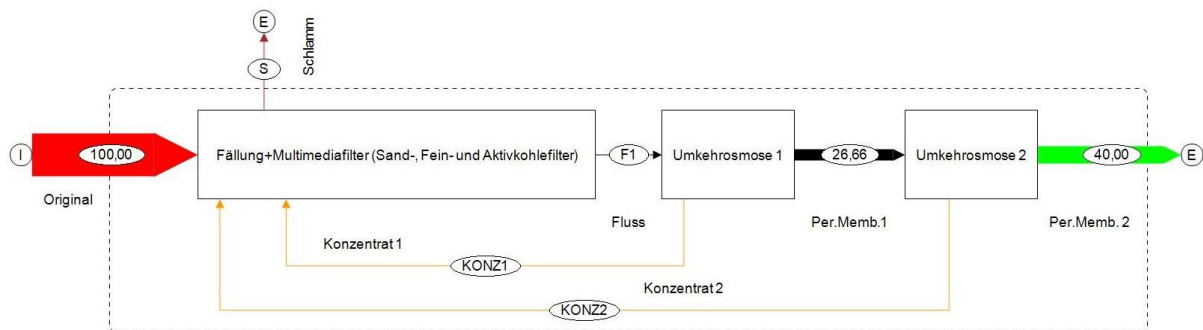 E
Schlamm
S
I
100,00
Original
Fällung+Multimediafilter (Sand-, Fein- und Aktivkohlefilter)
F1
Fluss
Umkehrosmose 1
26,66
Per.Memb.1
Umkehrosmose 2
40,00
Per.Memb. 2
E
Konzentrat 1
KONZ1
Konzentrat 2
KONZ2